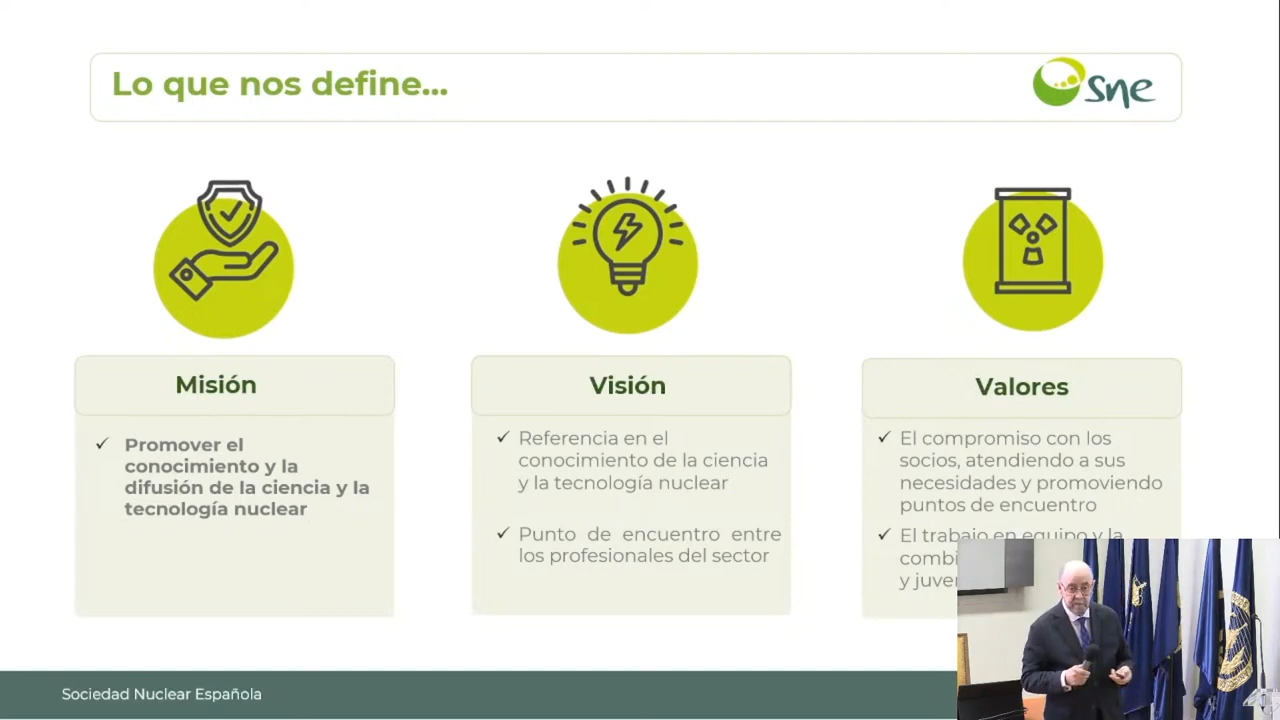 Lo que nos define...
sne
Misión
Promover el
conocimiento y la
difusión de la ciencia y la
tecnología nuclear
Visión
Referencia en el
conocimiento de la ciencia
y la tecnología nuclear
Punto de encuentro entre
los profesionales del sector
Valores
El compromiso con los
socios, atendiendo a sus
necesidades y promoviendo
puntos de encuentro
El trabajo en equipo y la
y
Sociedad Nuclear Española